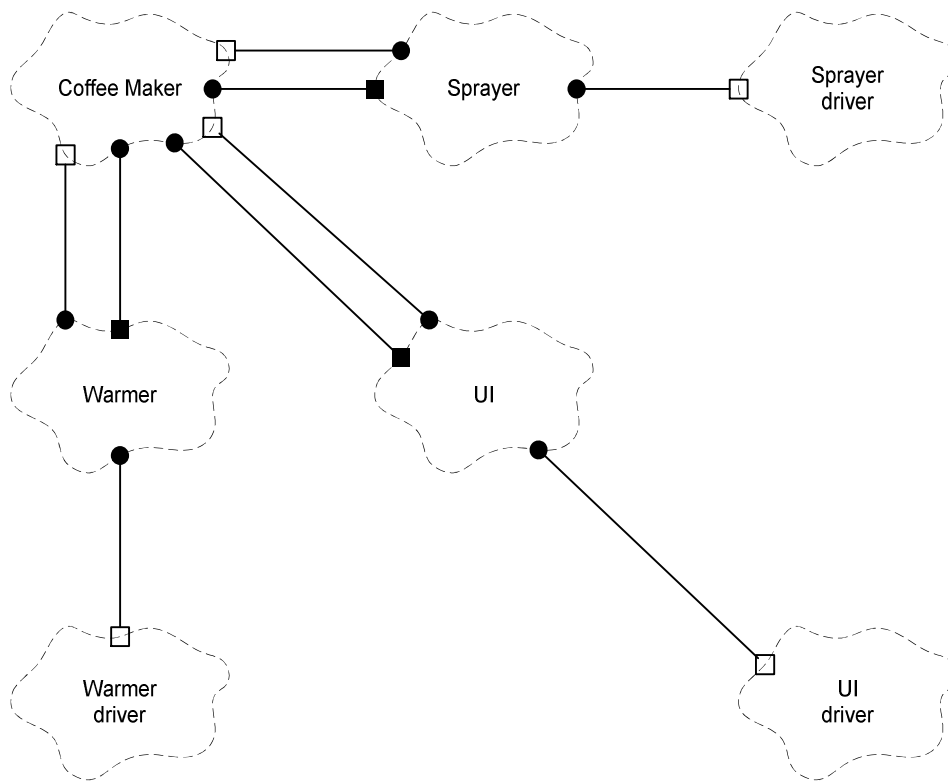 Coffee Maker
Sprayer
Sprayer
driver
Warmer
UI
Warmer
driver
UI
driver